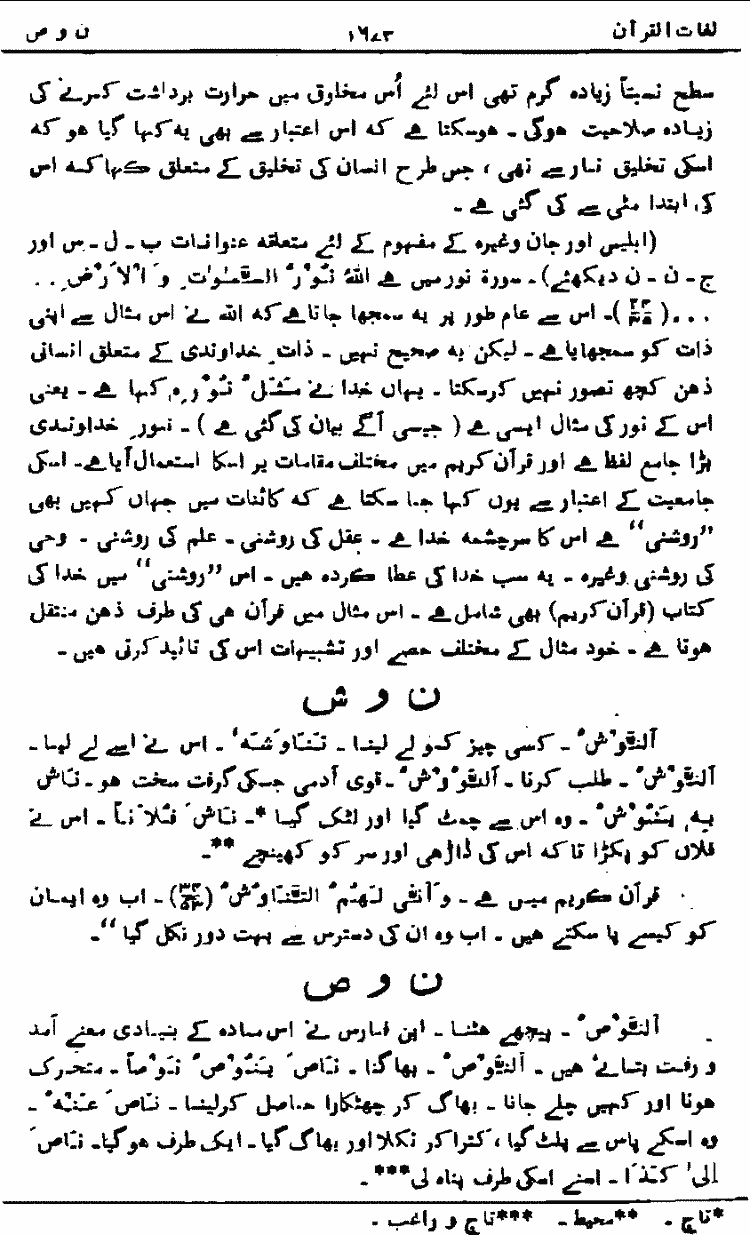 لغات القرآن ۱۶۷۳ ن و ص
سطح نسبتاً زیادہ گرم تھی اس لئے اُس مخلوق میں حرارت برداشت کرنے کی
زیادہ صلاحیت ہوگی ۔ ہوسکتا ہے کہ اس اعتبار سے بھی یہ کہا گیا ہو کہ
اسکی تخلیق نار سے تھی ، جس طرح انسان کی تخلیق کے متعلق کہا کہ اس
کی ابتدا مٹی سے کی گئی ہے ۔
(ابلیس اور جان وغیرہ کے مفہوم کے لئے متعلقہ عنوانات ب ۔ ل ۔ س اور
ج ۔ ن ۔ ن دیکھئے) ۔ سورۃ نور میں ہے اَللّٰہُ نُوْرُ السَّمٰوٰتِ وَ الْاَرْضِ . . .
. . . (۲۴/۳۵) ۔ اس سے عام طور پر یہ سمجھا جاتا ہے کہ اللہ نے اس مثال سے اپنی
ذات کو سمجھایا ہے ۔ لیکن یہ صحیح نہیں ۔ ذاتِ خداوندی کے متعلق انسانی
ذہن کچھ تصور نہیں کرسکتا ۔ یہاں خدا نے مَثَلُ نُوْرِہٖ کہا ہے ۔ یعنی
اس کے نور کی مثال ایسی ہے (جیسی آگے بیان کی گئی ہے) ۔ نورِ خداوندی
بڑا جامع لفظ ہے اور قرآن کریم میں مختلف مقامات پر اسکا استعمال آیا ہے ۔ اسکی
جامعیت کے اعتبار سے یوں کہا جا سکتا ہے کہ کائنات میں جہاں کہیں بھی
”روشنی“ ہے اس کا سرچشمہ خدا ہے ۔ عقل کی روشنی ۔ علم کی روشنی ۔ وحی
کی روشنی وغیرہ ۔ یہ سب خدا کی عطا کردہ ہیں ۔ اس ”روشنی“ میں خدا کی
کتاب (قرآن کریم) بھی شامل ہے ۔ اس مثال میں قرآن ہی کی طرف ذہن منتقل
ہوتا ہے ۔ خود مثال کے مختلف حصے اور تشبیہات اس کی تائید کرتی ہیں ۔
ن و ش
اَلنَّوْشُ ۔ کسی چیز کو لے لینا ۔ تَنَاوَشَہٗ ۔ اس نے اسے لے لیا ۔
اَلنَّوْشُ ۔ طلب کرنا ۔ اَلنَّؤُوْشُ ۔ قوی آدمی جسکی گرفت سخت ہو ۔ نَاشَ
بِہٖ یَنُوْشُ ۔ وہ اس سے چمٹ گیا اور لٹک گیا * ۔ نَاشَ فُلَاناً ۔ اس نے
فلاں کو پکڑا تاکہ اس کی ڈاڑھی اور سر کو کھینچے ** ۔
قرآن کریم میں ہے ۔ وَاَنّٰی لَہُمُ التَّنَاوُشُ (۳۴/۵۲) ۔ اب وہ ایمان
کو کیسے پا سکتے ہیں ۔ اب وہ ان کی دسترس سے بہت دور نکل گیا “ ۔
ن و ص
اَلنَّوْصُ ۔ پیچھے ہٹنا ۔ ابن فارس نے اس مادہ کے بنیادی معنے آمد
و رفت بتائے ہیں ۔ اَلنَّوْصُ ۔ بھاگنا ۔ نَاصَ یَنُوْصُ نَوْصاً ۔ متحرک
ہونا اور کہیں چلے جانا ۔ بھاگ کر چھٹکارا حاصل کرلینا ۔ نَاصَ عَنْہُ ۔
وہ اسکے پاس سے پلٹ گیا ، کترا کر نکلا اور بھاگ گیا ۔ ایک طرف ہوگیا ۔ نَاصَ
اِلٰی کَذَا ۔ اسنے اسکی طرف پناہ لی *** ۔
*تاج ۔ **محیط ۔ ***تاج و راغب ۔